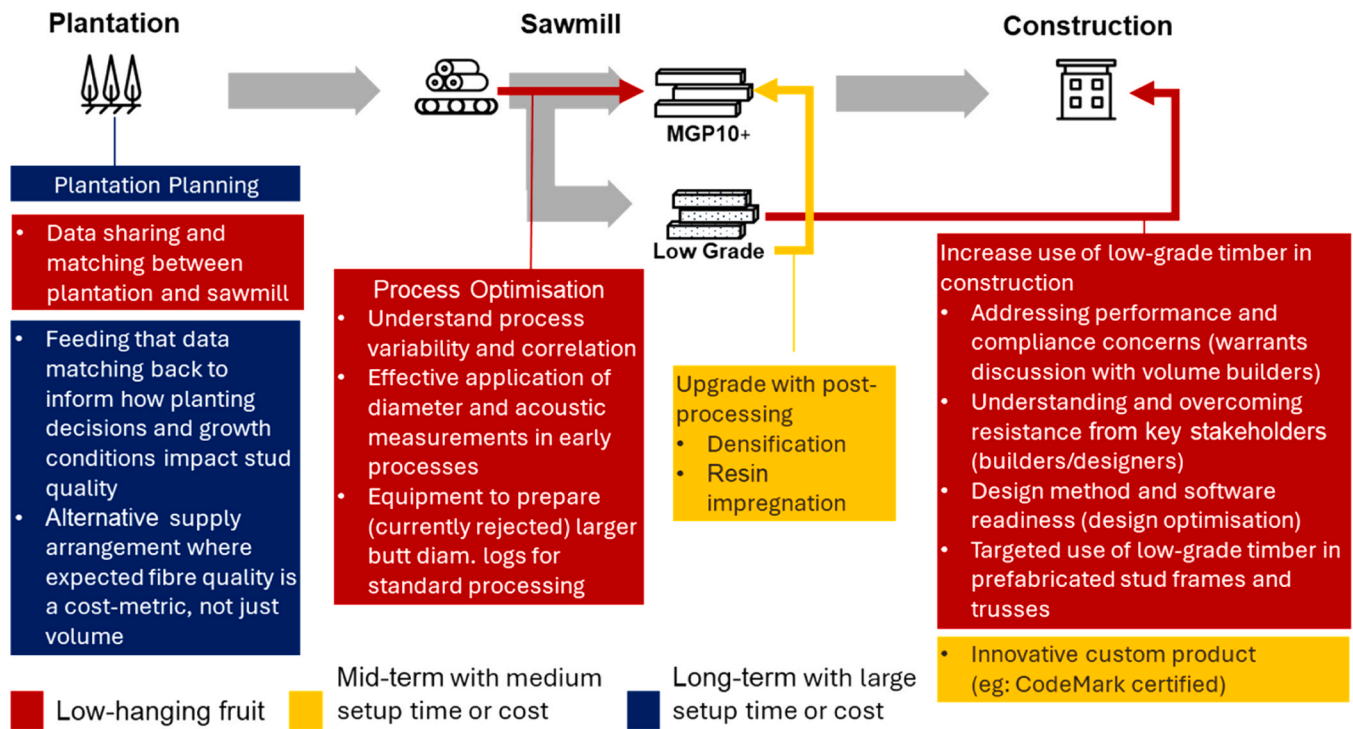 Plantation
Sawmill
Construction
MGP10+
Low Grade
Plantation Planning
• Data sharing and
matching between
plantation and sawmill
• Feeding that data
matching back to
inform how planting
decisions and growth
conditions impact stud
quality
• Alternative supply
arrangement where
expected fibre quality is
a cost-metric, not just
volume
Process Optimisation
• Understand process
variability and correlation
• Effective application of
diameter and acoustic
measurements in early
processes
• Equipment to prepare
(currently rejected) larger
butt diam. logs for
standard processing
Upgrade with post-
processing
• Densification
• Resin
impregnation
Increase use of low-grade timber in
construction
• Addressing performance and
compliance concerns (warrants
discussion with volume builders)
• Understanding and overcoming
resistance from key stakeholders
(builders/designers)
• Design method and software
readiness (design optimisation)
• Targeted use of low-grade timber in
prefabricated stud frames and
trusses
• Innovative custom product
(eg: CodeMark certified)
Low-hanging fruit
Mid-term with medium
setup time or cost
Long-term with large
setup time or cost